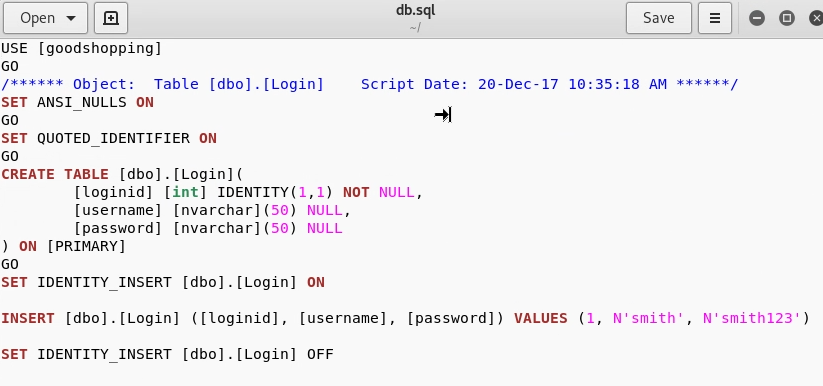 Open
db.sql
~/
Save
USE [goodshopping]
GO
/****** Object:  Table [dbo].[Login]    Script Date: 20-Dec-17 10:35:18 AM ******/
SET ANSI_NULLS ON
GO
SET QUOTED_IDENTIFIER ON
GO
CREATE TABLE [dbo].[Login](
        [loginid] [int] IDENTITY(1,1) NOT NULL,
        [username] [nvarchar](50) NULL,
        [password] [nvarchar](50) NULL
) ON [PRIMARY]
GO
SET IDENTITY_INSERT [dbo].[Login] ON
INSERT [dbo].[Login] ([loginid], [username], [password]) VALUES (1, N'smith', N'smith123')
SET IDENTITY_INSERT [dbo].[Login] OFF